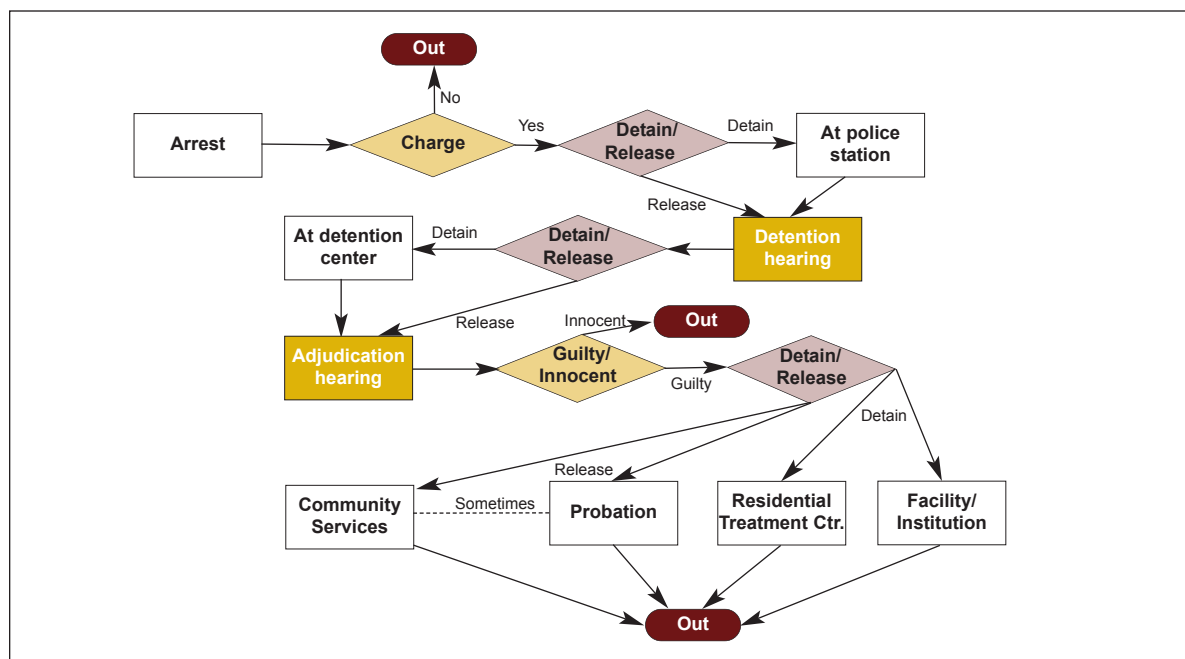 Out
No
Arrest
Charge
Yes
Detain/
Release
Detain
At police
station
Release
At detention
center
Detain
Detain/
Release
Detention
hearing
Release
Innocent
Out
Adjudication
hearing
Guilty/
Innocent
Guilty
Detain/
Release
Detain
Release
Community
Services
Sometimes
Probation
Residential
Treatment Ctr.
Facility/
Institution
Out